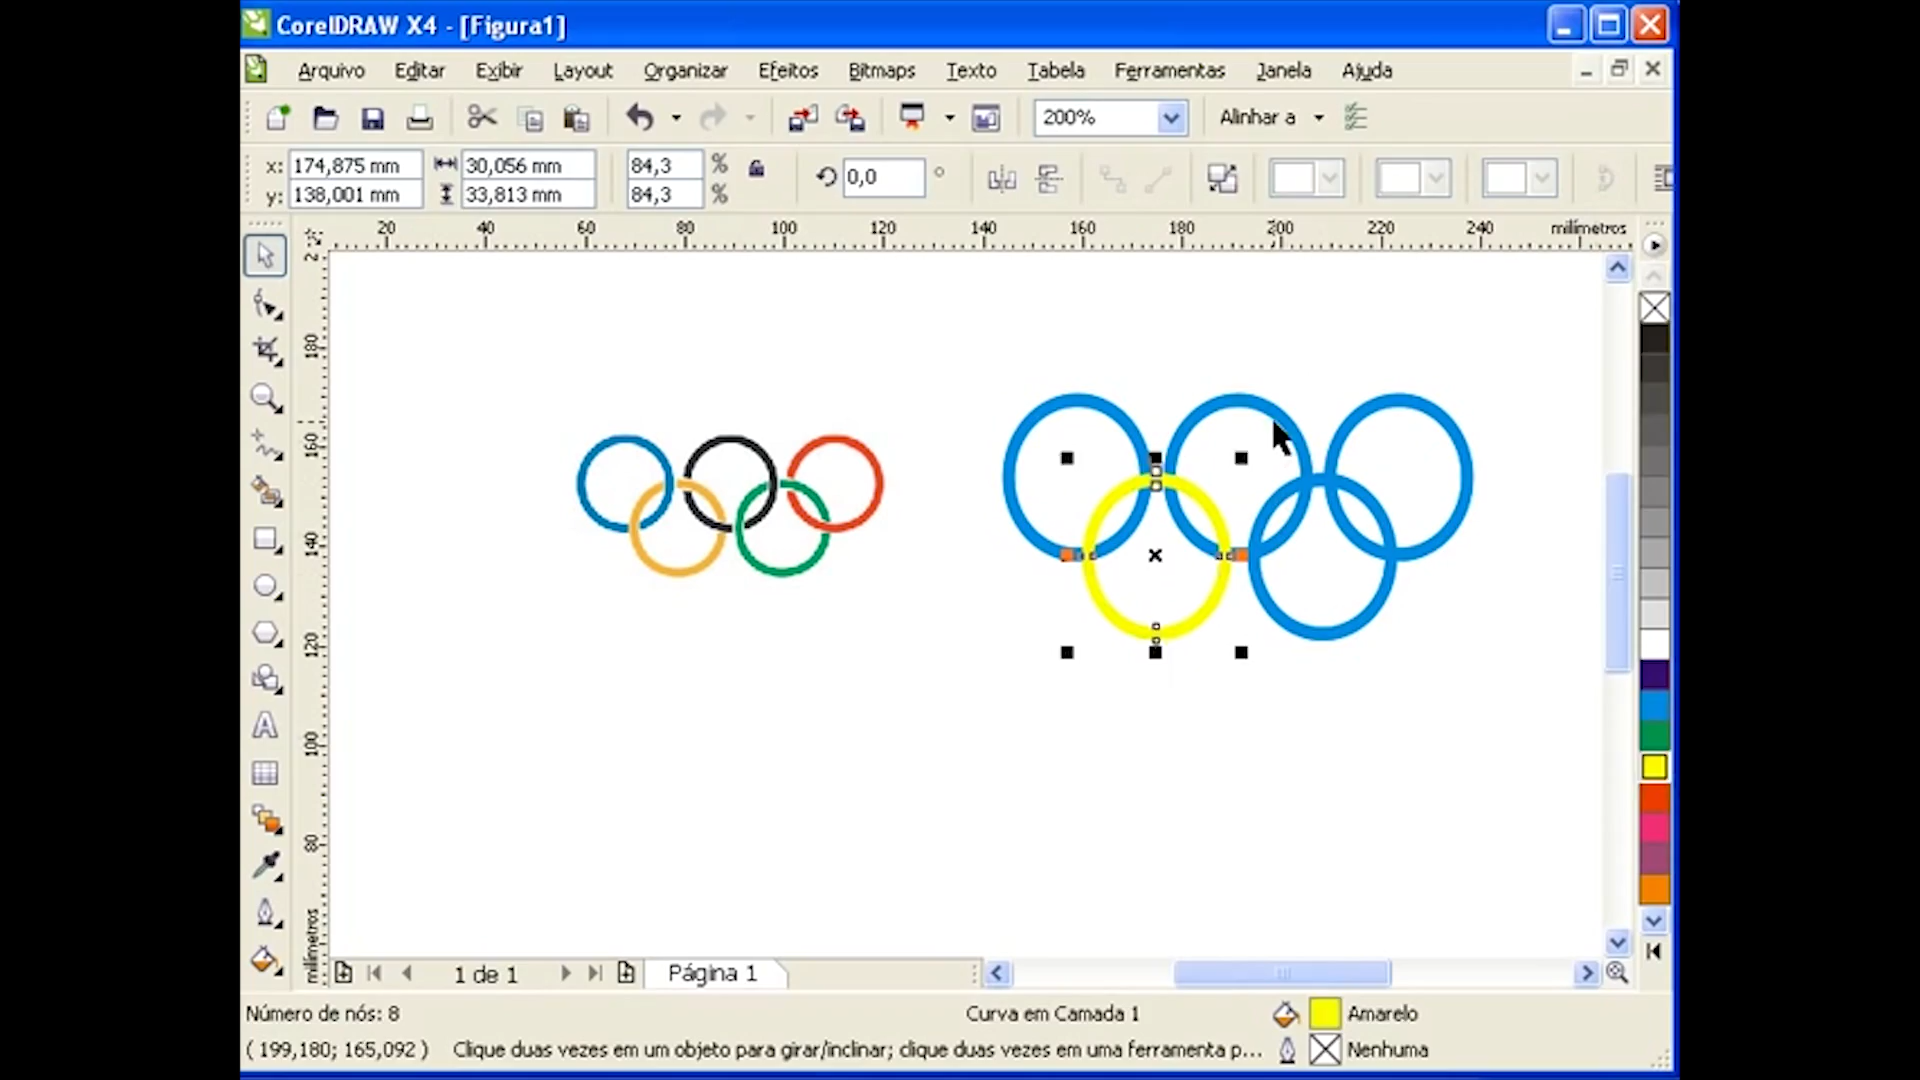 CorelDRAW X4 - [Figura1]
Arquivo Editar Exibir Layout Organizar Efeitos Bitmaps Texto Tabela Ferramentas Janela Ajuda
200% Alinhar a
x: 174,875 mm 30,056 mm 84,3 % 0,0 °
y: 138,001 mm 33,813 mm 84,3 %
20 40 60 80 100 120 140 160 180 200 220 240 milímetros
180
160
140
120
100
80
milímetros
1 de 1 Página 1
Número de nós: 8 Curva em Camada 1 Amarelo
( 199,180; 165,092 ) Clique duas vezes em um objeto para girar/inclinar; clique duas vezes em uma ferramenta p... Nenhuma